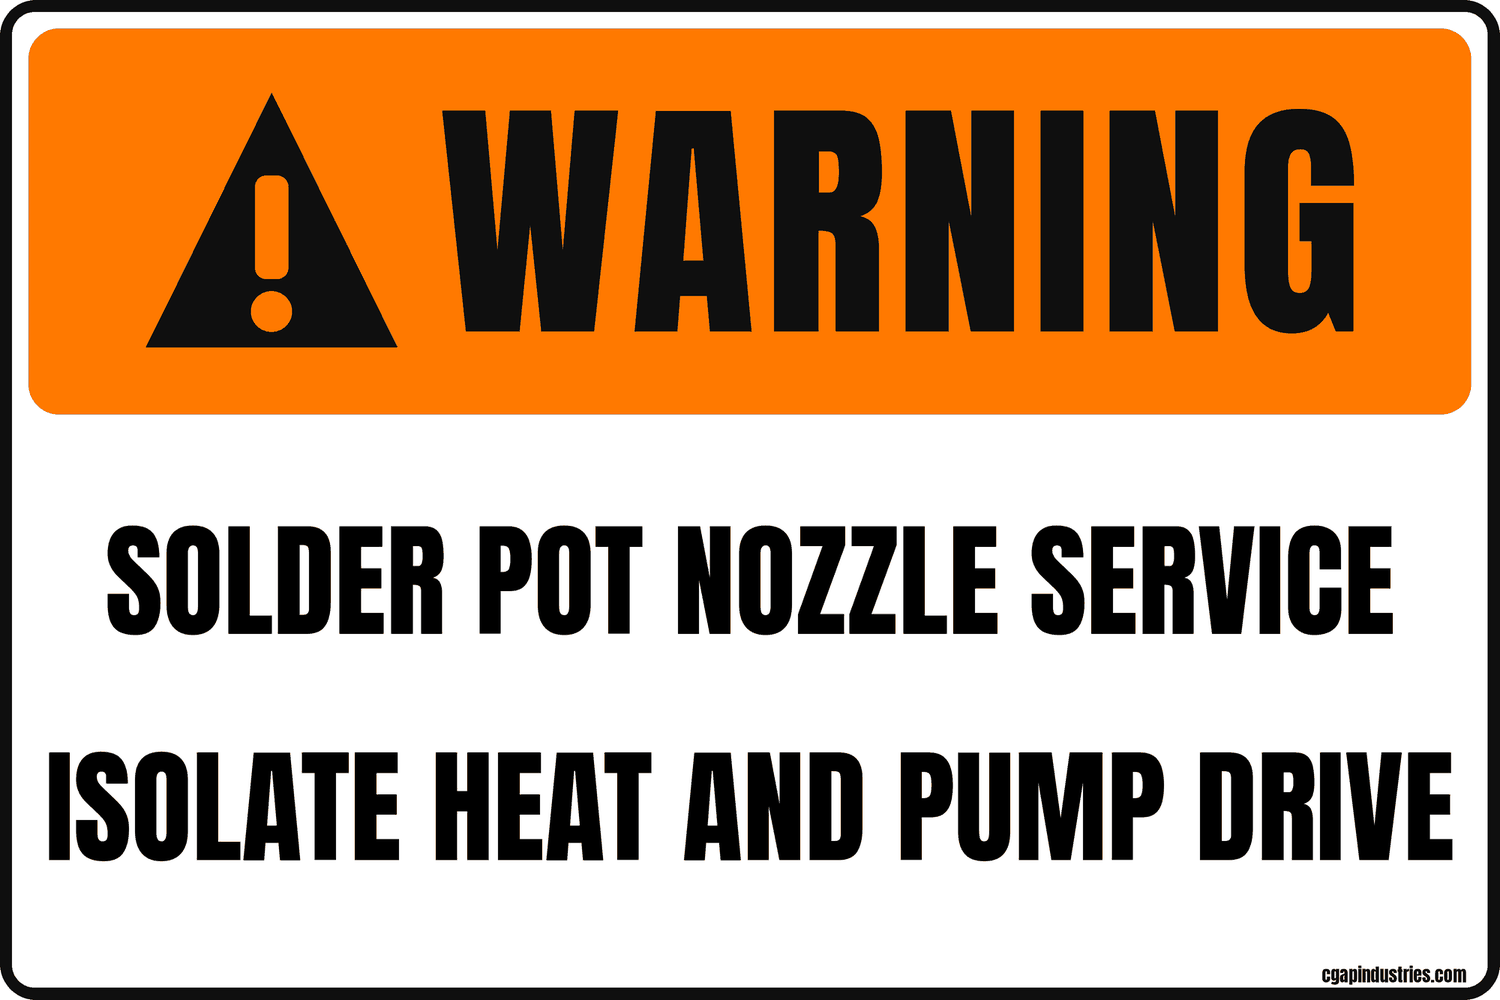 WARNING
SOLDER POT NOZZLE SERVICE
ISOLATE HEAT AND PUMP DRIVE
cgapindustries.com